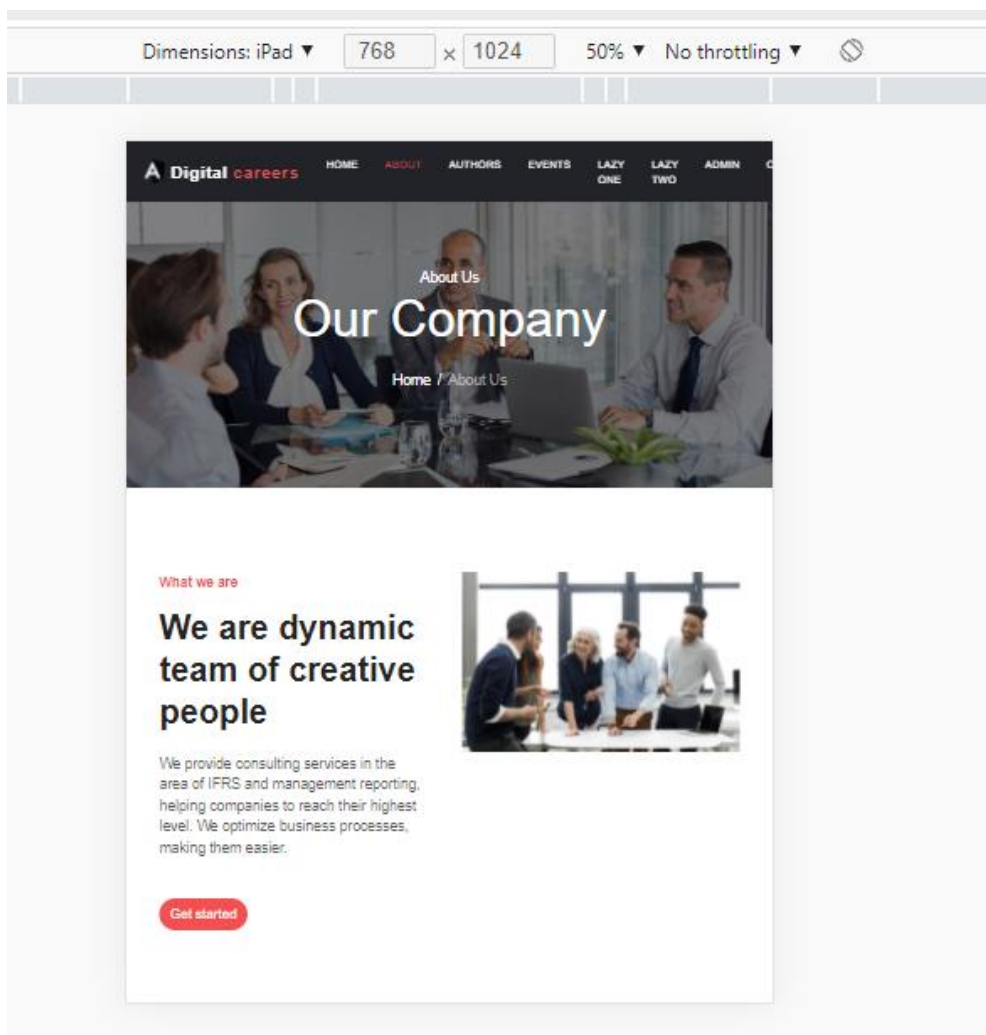 Dimensions: iPad ▼ 768 × 1024 50% ▼ No throttling ▼
A Digital careers HOME ABOUT AUTHORS EVENTS LAZY ONE LAZY TWO ADMIN
About Us
Our Company
Home / About Us
What we are
We are dynamic
team of creative
people
We provide consulting services in the
area of IFRS and management reporting,
helping companies to reach their highest
level. We optimize business processes,
making them easier.
Get started